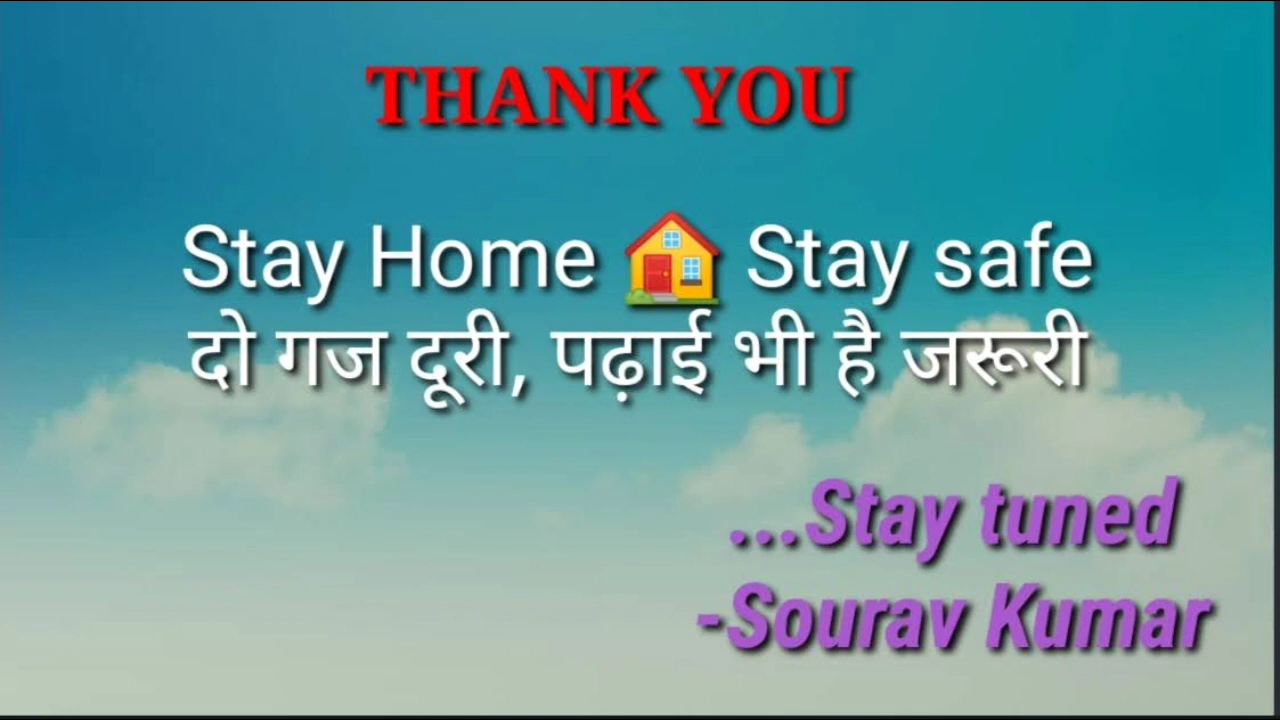 THANK YOU
Stay Home 🏠 Stay safe
दो गज दूरी, पढ़ाई भी है जरूरी
...Stay tuned
-Sourav Kumar